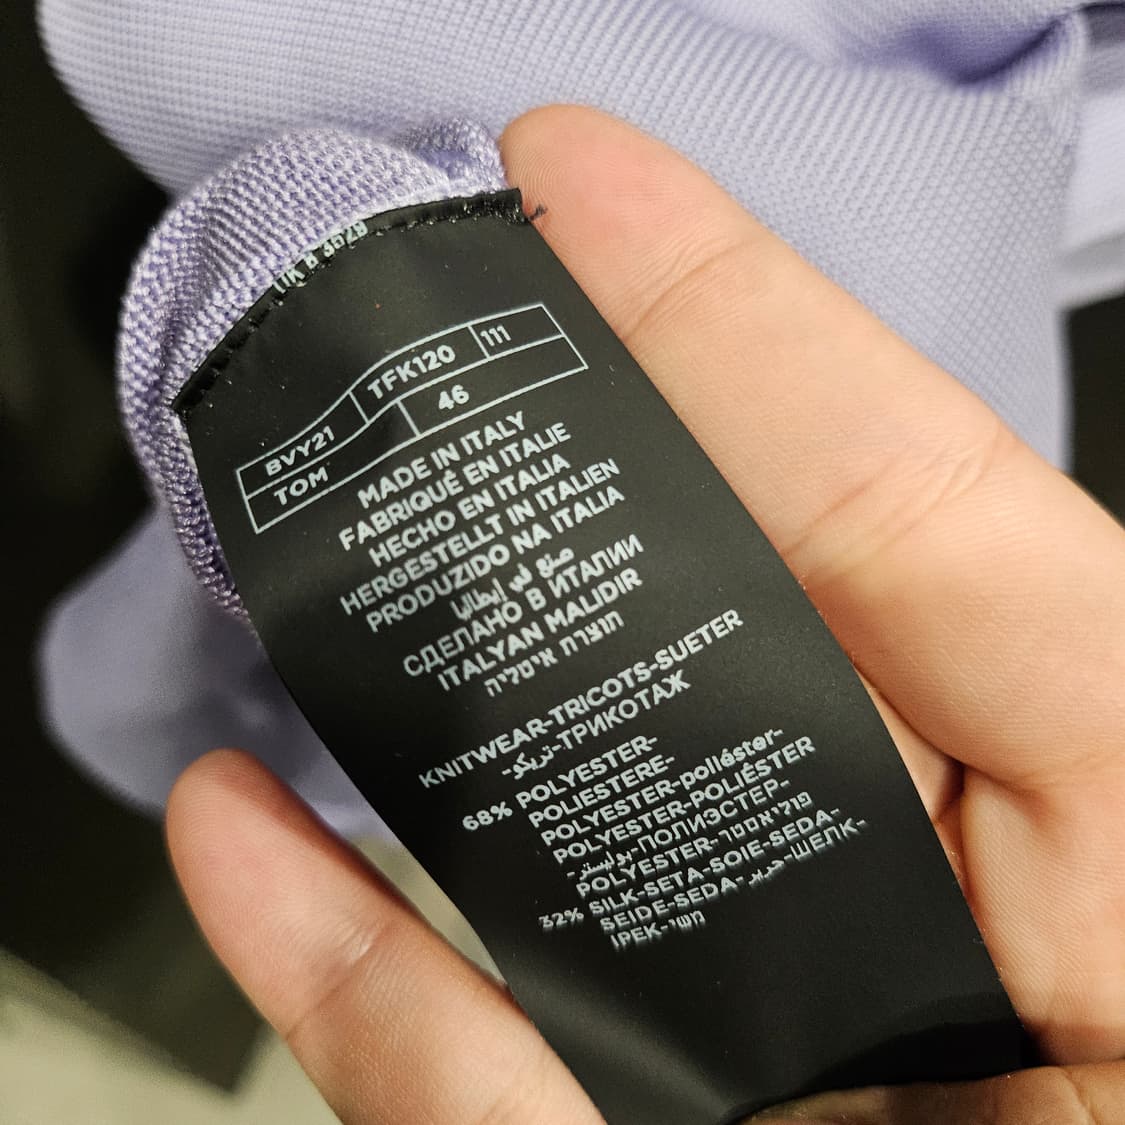 BVY21 TFK120 111
TOM 46
MADE IN ITALY
FABRIQUÉ EN ITALIE
HECHO EN ITALIA
HERGESTELLT IN ITALIEN
PRODUZIDO NA ITALIA
صنع في إيطاليا
СДЕЛАНО В ИТАЛИИ
ITALYAN MALIDIR
תוצרת איטליה
KNITWEAR-TRICOTS-SUETER
-تريكو-ТРИКОТАЖ
68% POLYESTER-
POLIESTERE-
POLYESTER-poliéster-
POLYESTER-POLIÉSTER
-بوليستر-ПОЛИЭСТЕР-
POLYESTER-פוליאסטר
32% SILK-SETA-SOIE-SEDA-
SEIDE-SEDA-حرير-ШЕЛК-
IPEK-משי